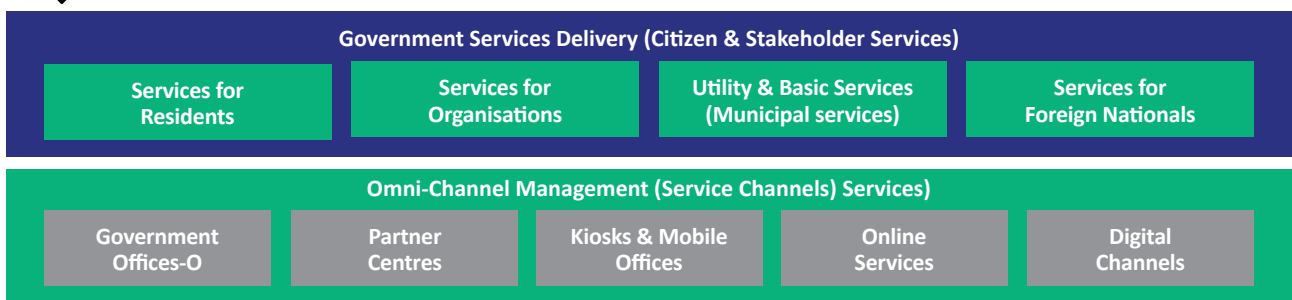 Government Services Delivery (Citizen & Stakeholder Services)
Services for
Residents
Services for
Organisations
Utility & Basic Services
(Municipal services)
Services for
Foreign Nationals
Omni-Channel Management (Service Channels) Services)
Government
Offices-O
Partner
Centres
Kiosks & Mobile
Offices
Online
Services
Digital
Channels